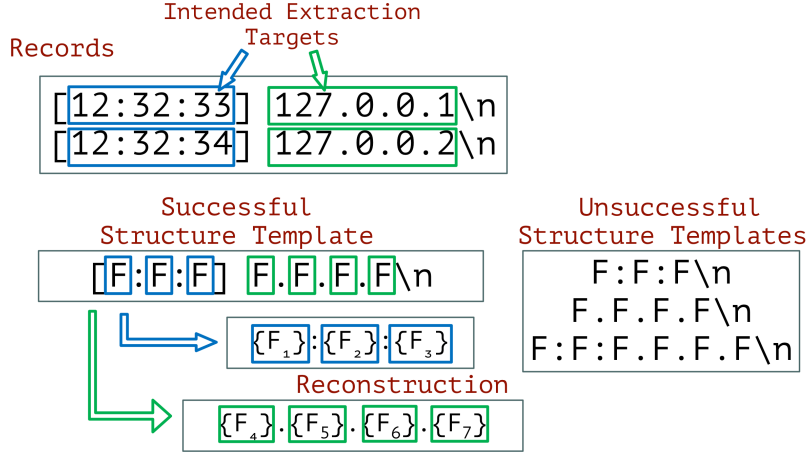 Intended Extraction
Targets
Records
[12:32:33] 127.0.0.1\n
[12:32:34] 127.0.0.2\n
Successful
Structure Template
[F:F:F] F.F.F.F\n
{F₁}:{F₂}:{F₃}
Reconstruction
{F₄}.{F₅}.{F₆}.{F₇}
Unsuccessful
Structure Templates
F:F:F\n
F.F.F.F\n
F:F:F.F.F.F\n